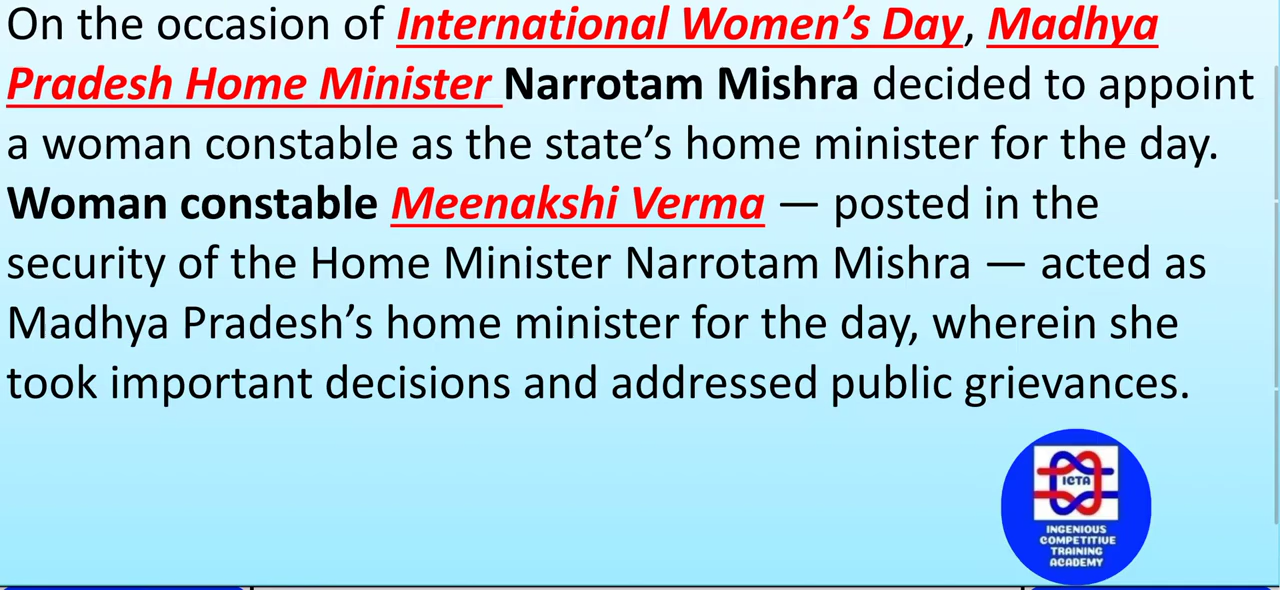 On the occasion of International Women’s Day, Madhya
Pradesh Home Minister Narrotam Mishra decided to appoint
a woman constable as the state’s home minister for the day.
Woman constable Meenakshi Verma — posted in the
security of the Home Minister Narrotam Mishra — acted as
Madhya Pradesh’s home minister for the day, wherein she
took important decisions and addressed public grievances.
ICTA
INGENIOUS
COMPETITIVE
TRAINING
ACADEMY